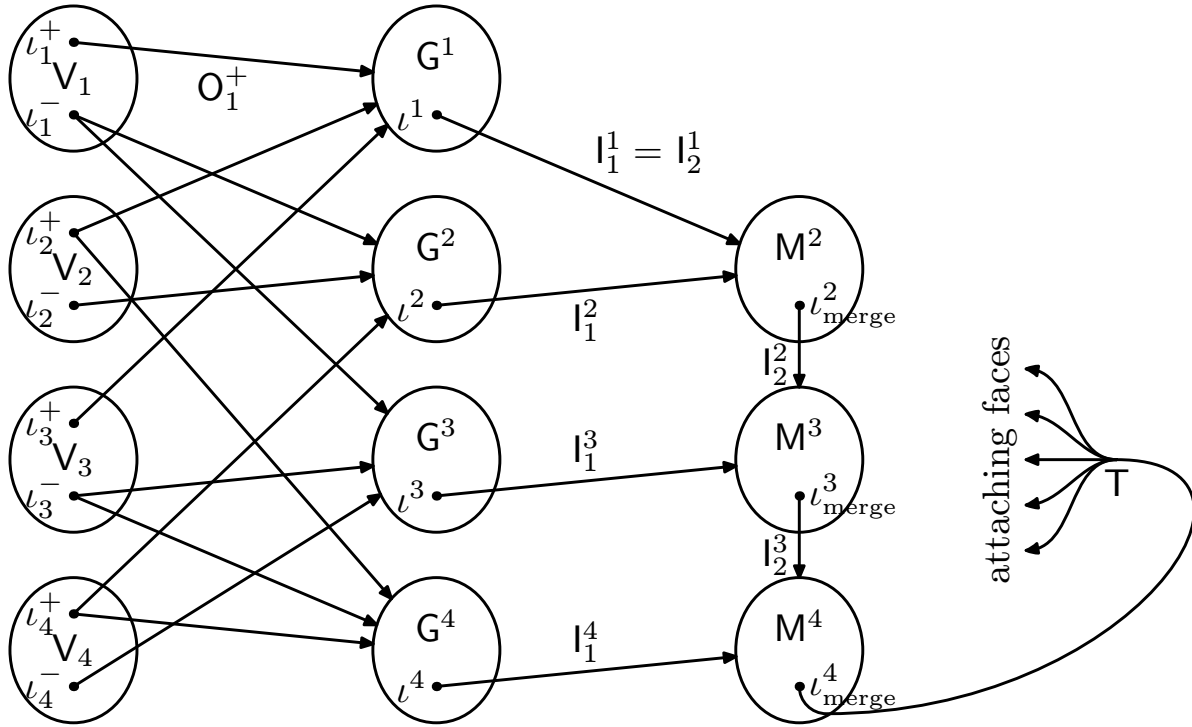 ι₁⁺
V₁
ι₁⁻
O₁⁺
G¹
ι¹
I₁¹ = I₂¹
ι₂⁺
V₂
ι₂⁻
G²
ι²
I₁²
M²
ι²merge
I₂²
ι₃⁺
V₃
ι₃⁻
G³
ι³
I₁³
M³
ι³merge
I₂³
ι₄⁺
V₄
ι₄⁻
G⁴
ι⁴
I₁⁴
M⁴
ι⁴merge
attaching faces
T